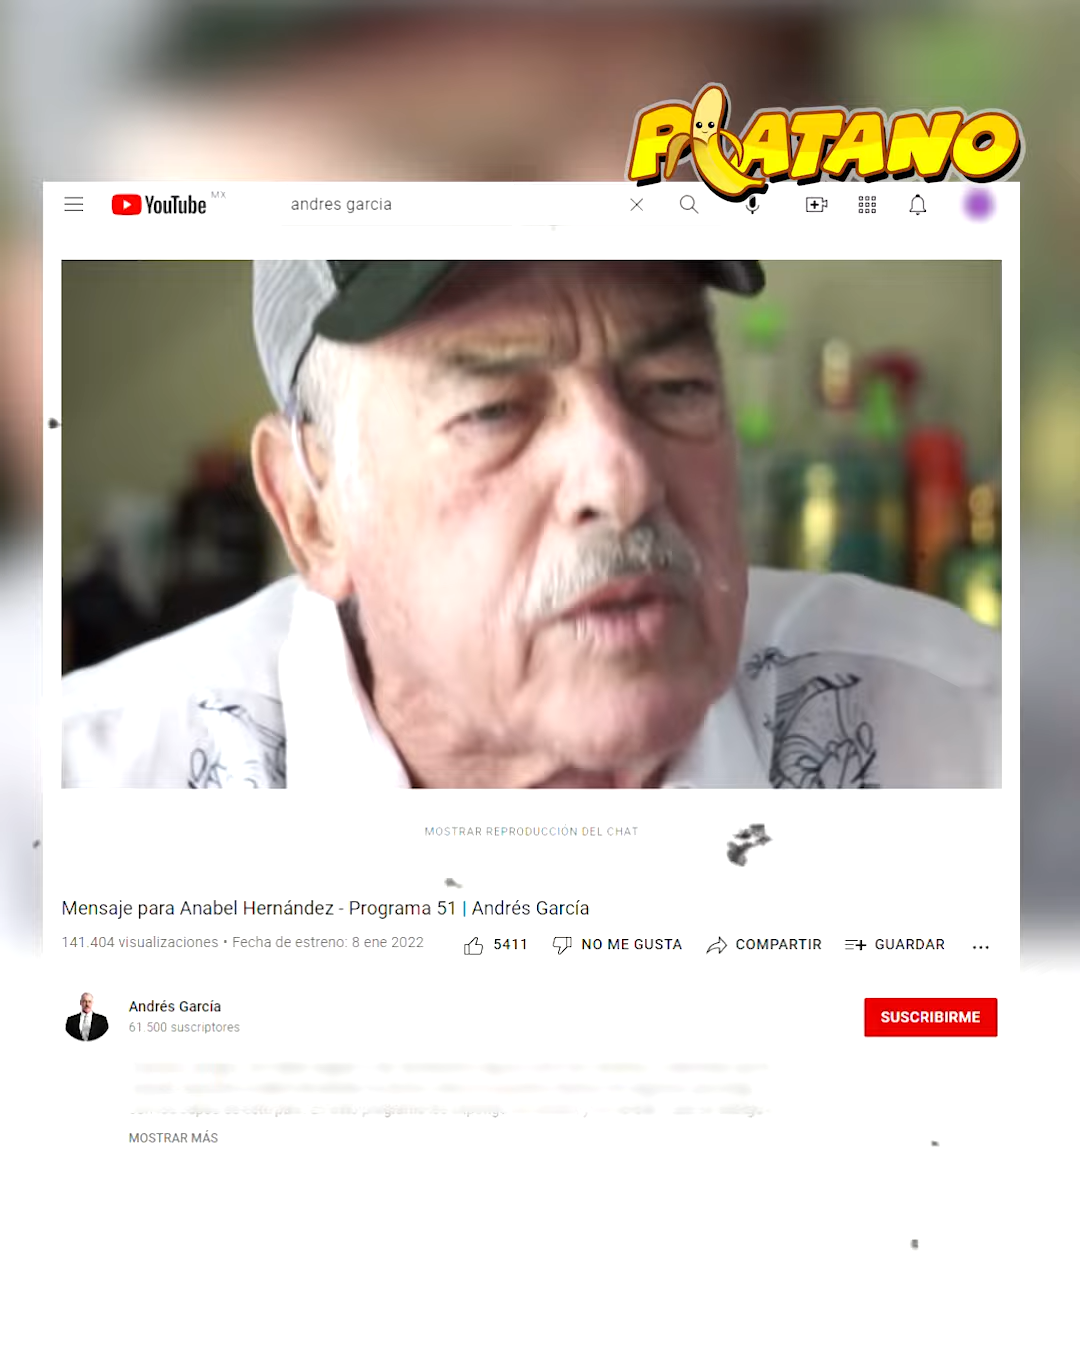 PLATANO
YouTube MX
andres garcia
MOSTRAR REPRODUCCIÓN DEL CHAT
Mensaje para Anabel Hernández - Programa 51 | Andrés García
141.404 visualizaciones • Fecha de estreno: 8 ene 2022 5411 NO ME GUSTA COMPARTIR GUARDAR ...
Andrés García
61.500 suscriptores
SUSCRIBIRME
MOSTRAR MÁS